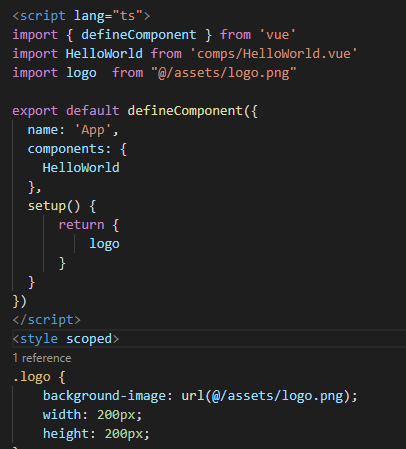 <script lang="ts">
import { defineComponent } from 'vue'
import HelloWorld from 'comps/HelloWorld.vue'
import logo  from "@/assets/logo.png"
export default defineComponent({
  name: 'App',
  components: {
    HelloWorld
  },
  setup() {
      return {
          logo
      }
  }
})
</script>
<style scoped>
1 reference
.logo {
    background-image: url(@/assets/logo.png);
    width: 200px;
    height: 200px;